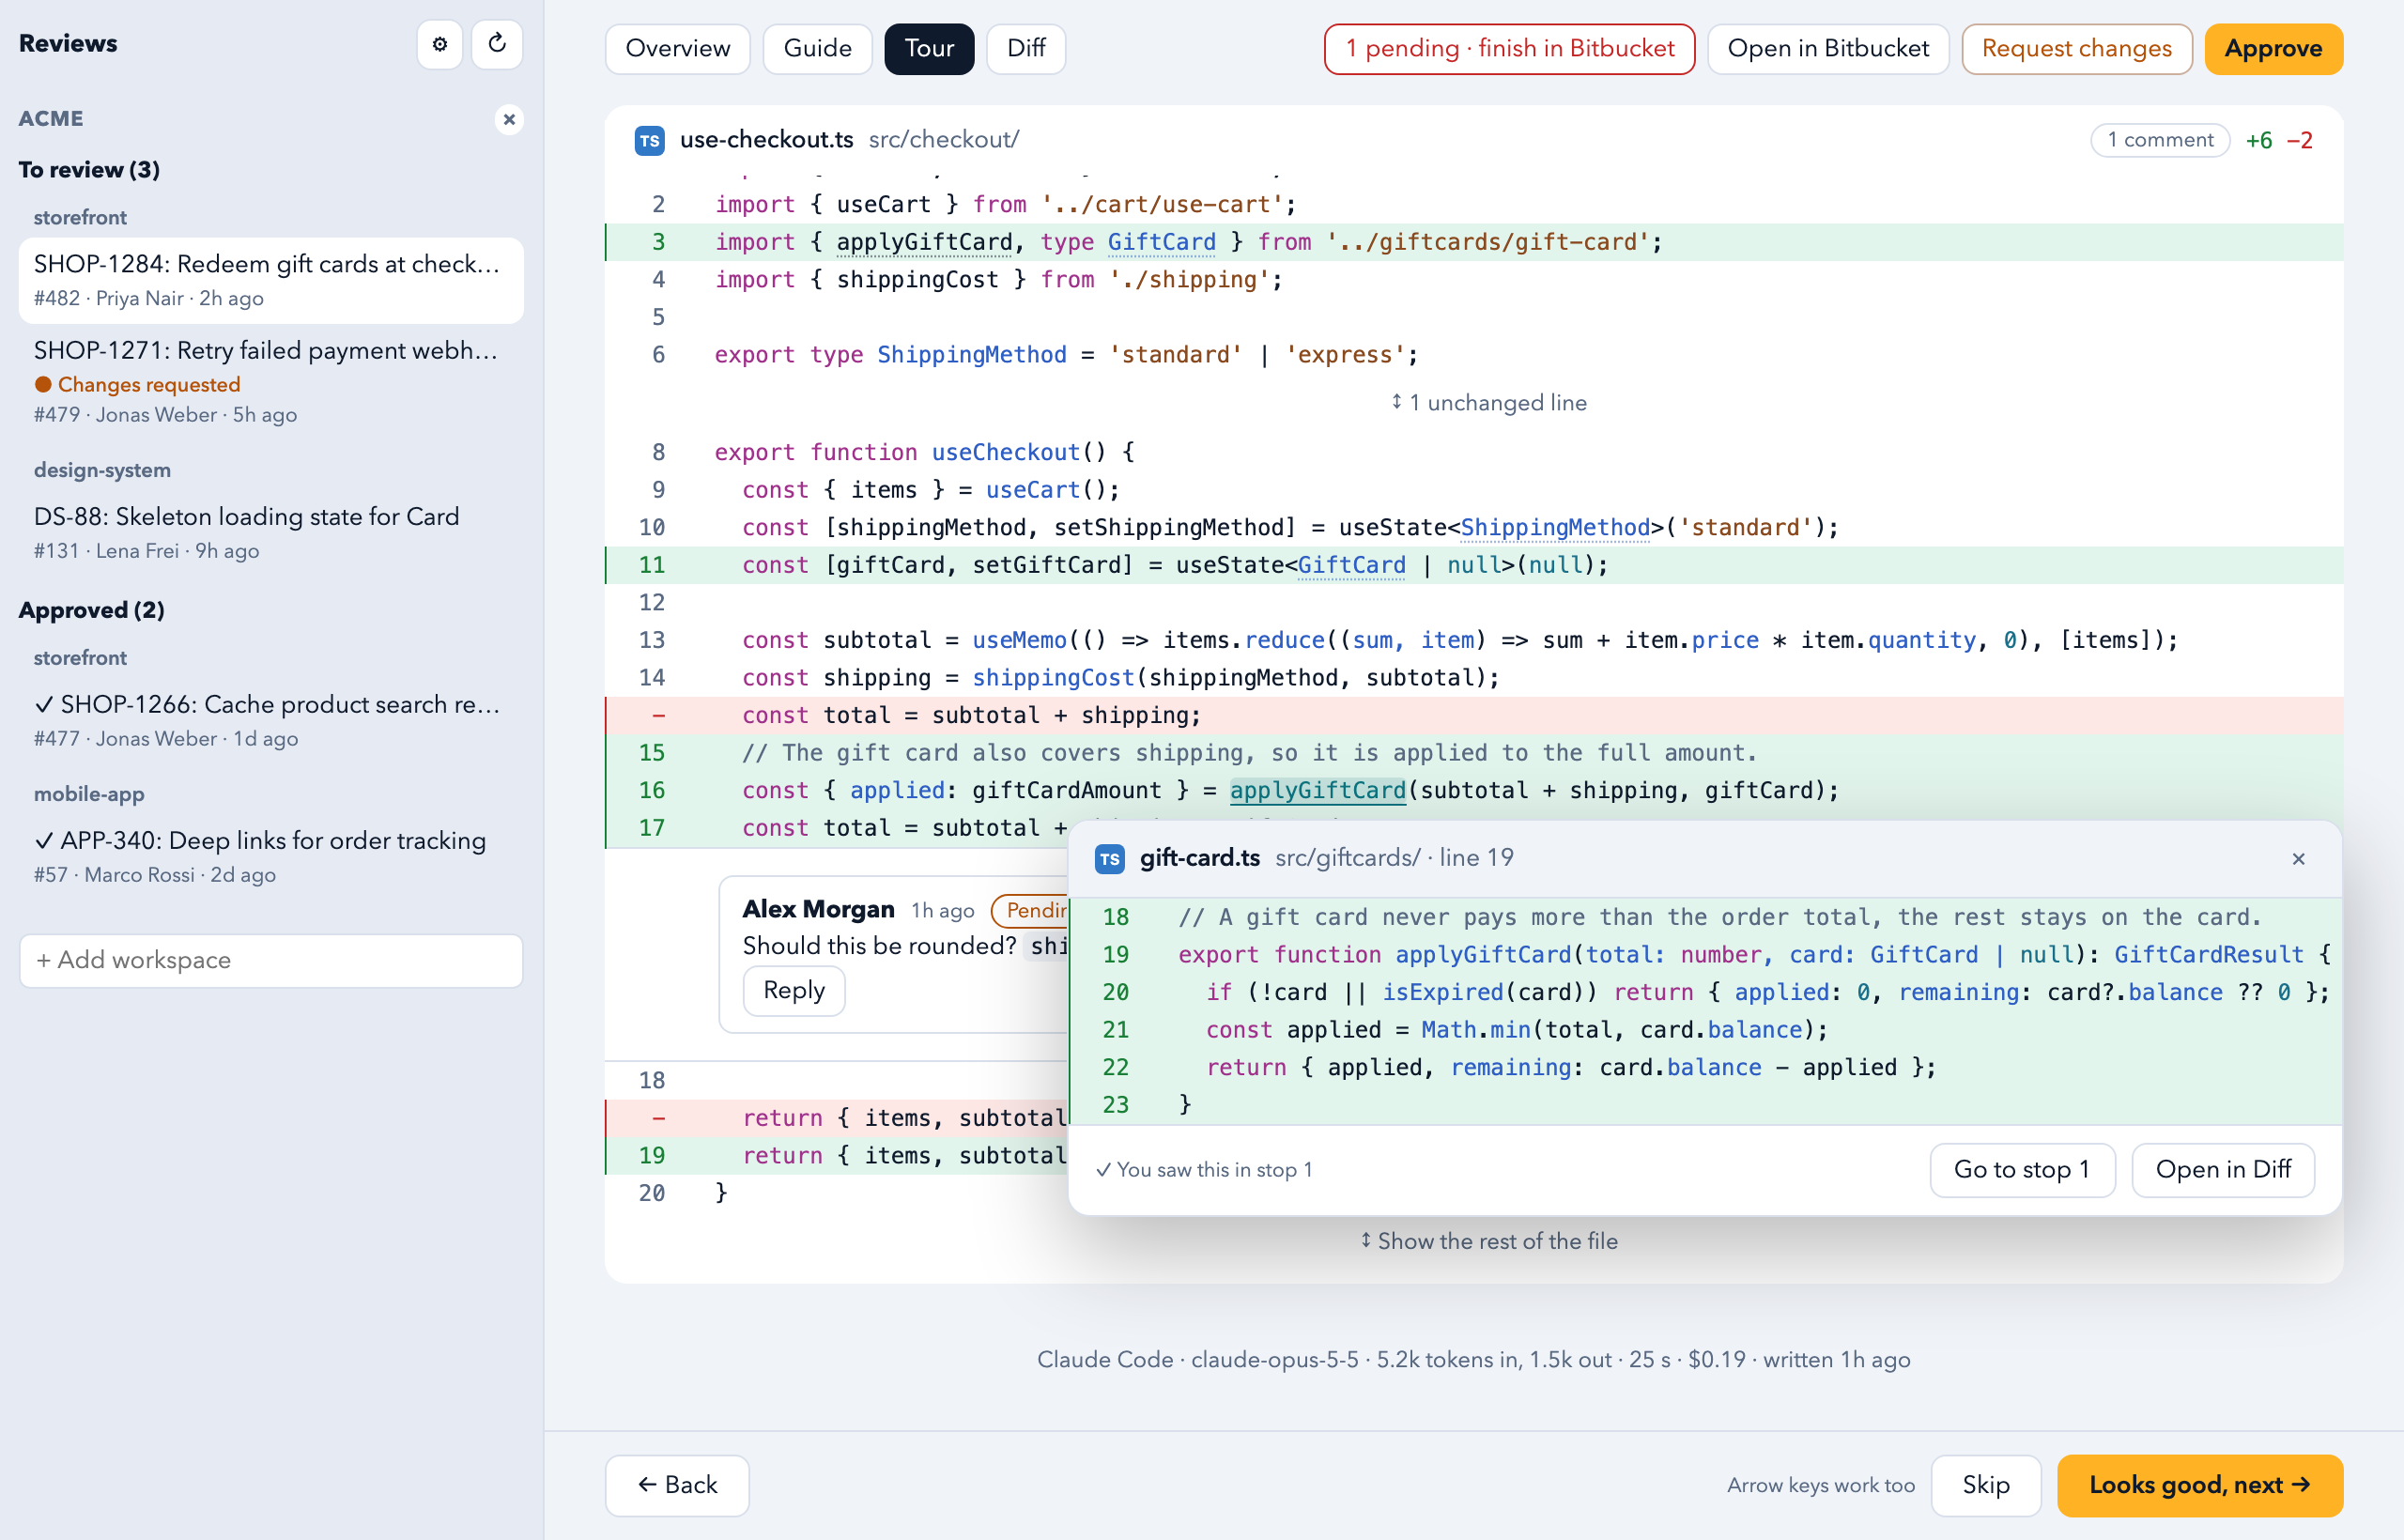 Reviews
ACME
To review (3)
storefront
SHOP-1284: Redeem gift cards at check…
#482 · Priya Nair · 2h ago
SHOP-1271: Retry failed payment webh…
Changes requested
#479 · Jonas Weber · 5h ago
design-system
DS-88: Skeleton loading state for Card
#131 · Lena Frei · 9h ago
Approved (2)
storefront
✓ SHOP-1266: Cache product search re…
#477 · Jonas Weber · 1d ago
mobile-app
✓ APP-340: Deep links for order tracking
#57 · Marco Rossi · 2d ago
+ Add workspace
Overview Guide Tour Diff 1 pending · finish in Bitbucket Open in Bitbucket Request changes Approve
TS use-checkout.ts src/checkout/ 1 comment +6 −2
2 import { useCart } from '../cart/use-cart';
3 import { applyGiftCard, type GiftCard } from '../giftcards/gift-card';
4 import { shippingCost } from './shipping';
5
6 export type ShippingMethod = 'standard' | 'express';
↕ 1 unchanged line
8 export function useCheckout() {
9 const { items } = useCart();
10 const [shippingMethod, setShippingMethod] = useState<ShippingMethod>('standard');
11 const [giftCard, setGiftCard] = useState<GiftCard | null>(null);
12
13 const subtotal = useMemo(() => items.reduce((sum, item) => sum + item.price * item.quantity, 0), [items]);
14 const shipping = shippingCost(shippingMethod, subtotal);
− const total = subtotal + shipping;
15 // The gift card also covers shipping, so it is applied to the full amount.
16 const { applied: giftCardAmount } = applyGiftCard(subtotal + shipping, giftCard);
17 const total = subtotal +
Alex Morgan 1h ago Pendin
Should this be rounded? shi
Reply
18
− return { items, subtotal
19 return { items, subtotal
20 }
↕ Show the rest of the file
TS gift-card.ts src/giftcards/ · line 19 ×
18 // A gift card never pays more than the order total, the rest stays on the card.
19 export function applyGiftCard(total: number, card: GiftCard | null): GiftCardResult {
20 if (!card || isExpired(card)) return { applied: 0, remaining: card?.balance ?? 0 };
21 const applied = Math.min(total, card.balance);
22 return { applied, remaining: card.balance - applied };
23 }
✓ You saw this in stop 1 Go to stop 1 Open in Diff
Claude Code · claude-opus-5-5 · 5.2k tokens in, 1.5k out · 25 s · $0.19 · written 1h ago
← Back Arrow keys work too Skip Looks good, next →